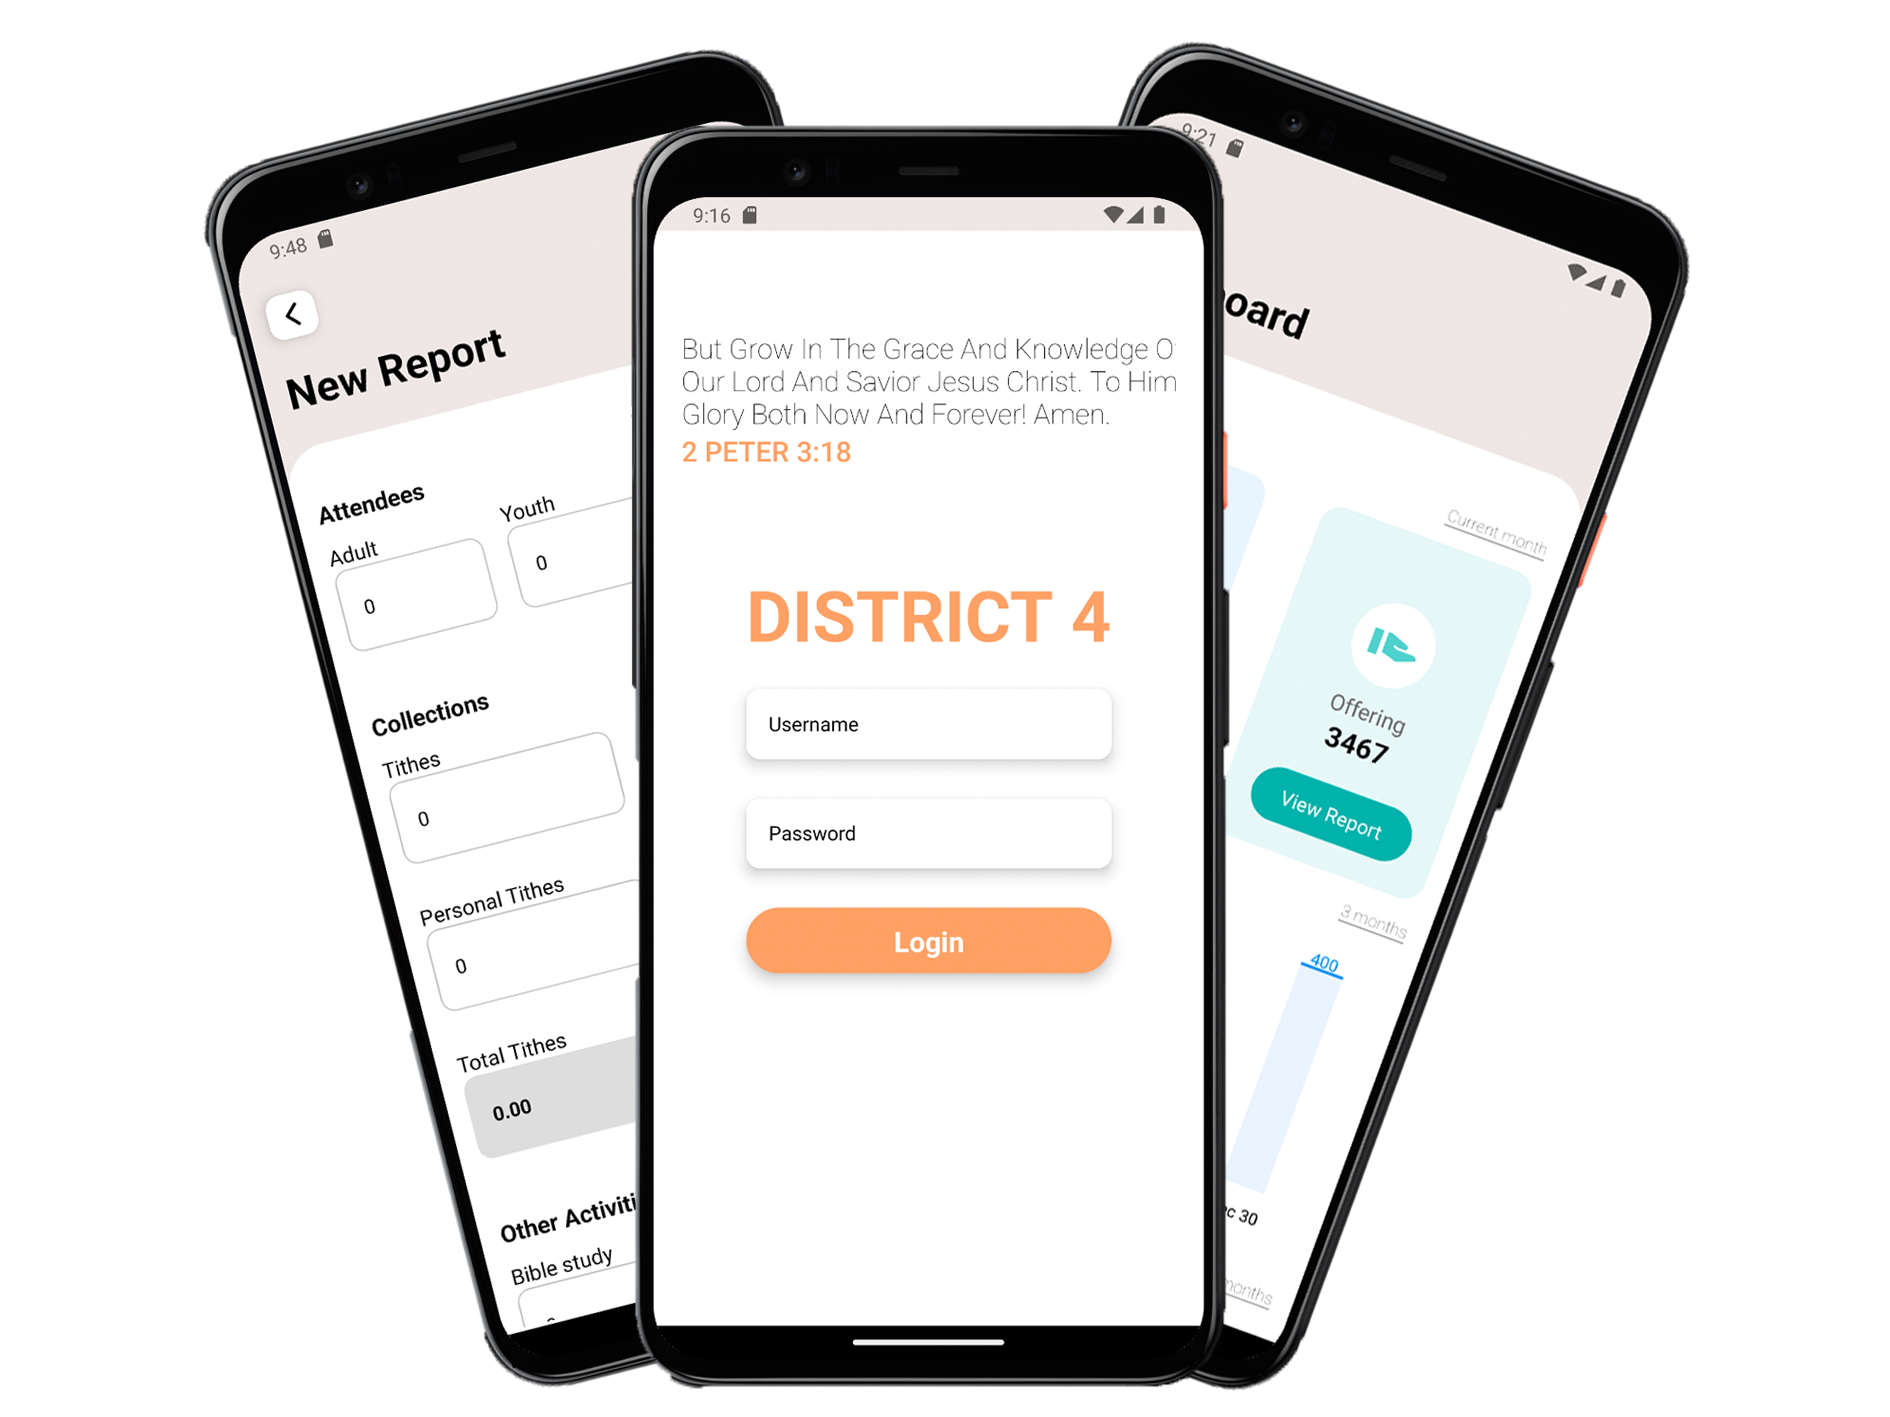 9:48
New Report
Attendees
Adult
0
Youth
0
Collections
Tithes
0
Personal Tithes
0
Total Tithes
0.00
Other Activiti
Bible study
9:16
But Grow In The Grace And Knowledge O
Our Lord And Savior Jesus Christ. To Him
Glory Both Now And Forever! Amen.
2 PETER 3:18
DISTRICT 4
Username
Password
Login
9:21
board
Current month
Offering
3467
View Report
3 months
400
ec 30
months